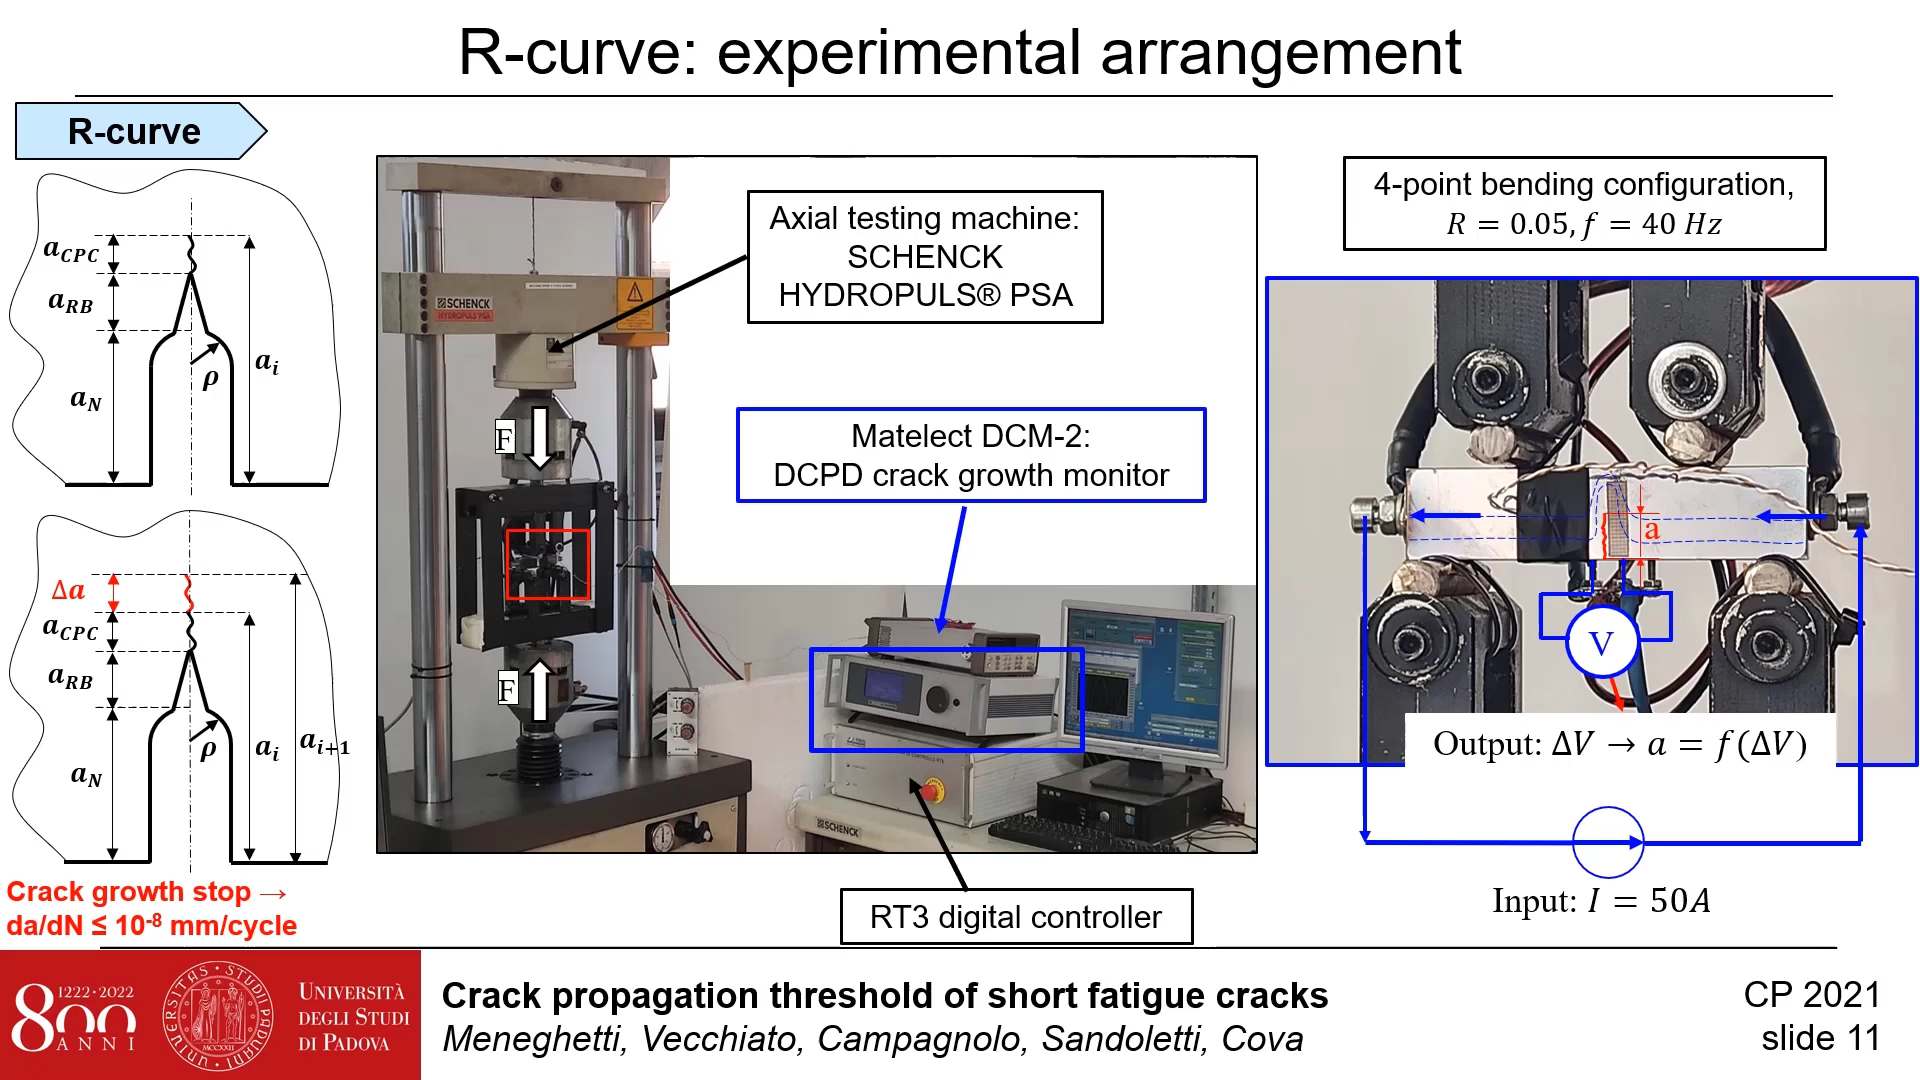 R-curve: experimental arrangement
R-curve
a_CPC
a_RB
a_N
ρ
a_i
Δa
a_CPC
a_RB
a_N
ρ
a_i
a_{i+1}
Crack growth stop →
da/dN ≤ 10⁻⁸ mm/cycle
Axial testing machine:
SCHENCK
HYDROPULS® PSA
SCHENCK
HYDROPULS PSA
F
F
Matelect DCM-2:
DCPD crack growth monitor
SCHENCK
RT3 digital controller
4-point bending configuration,
R = 0.05, f = 40 Hz
a
V
Output: ΔV → a = f(ΔV)
Input: I = 50A
1222·2022
800
ANNI
UNIVERSITÀ
DEGLI STUDI
DI PADOVA
Crack propagation threshold of short fatigue cracks
Meneghetti, Vecchiato, Campagnolo, Sandoletti, Cova
CP 2021
slide 11